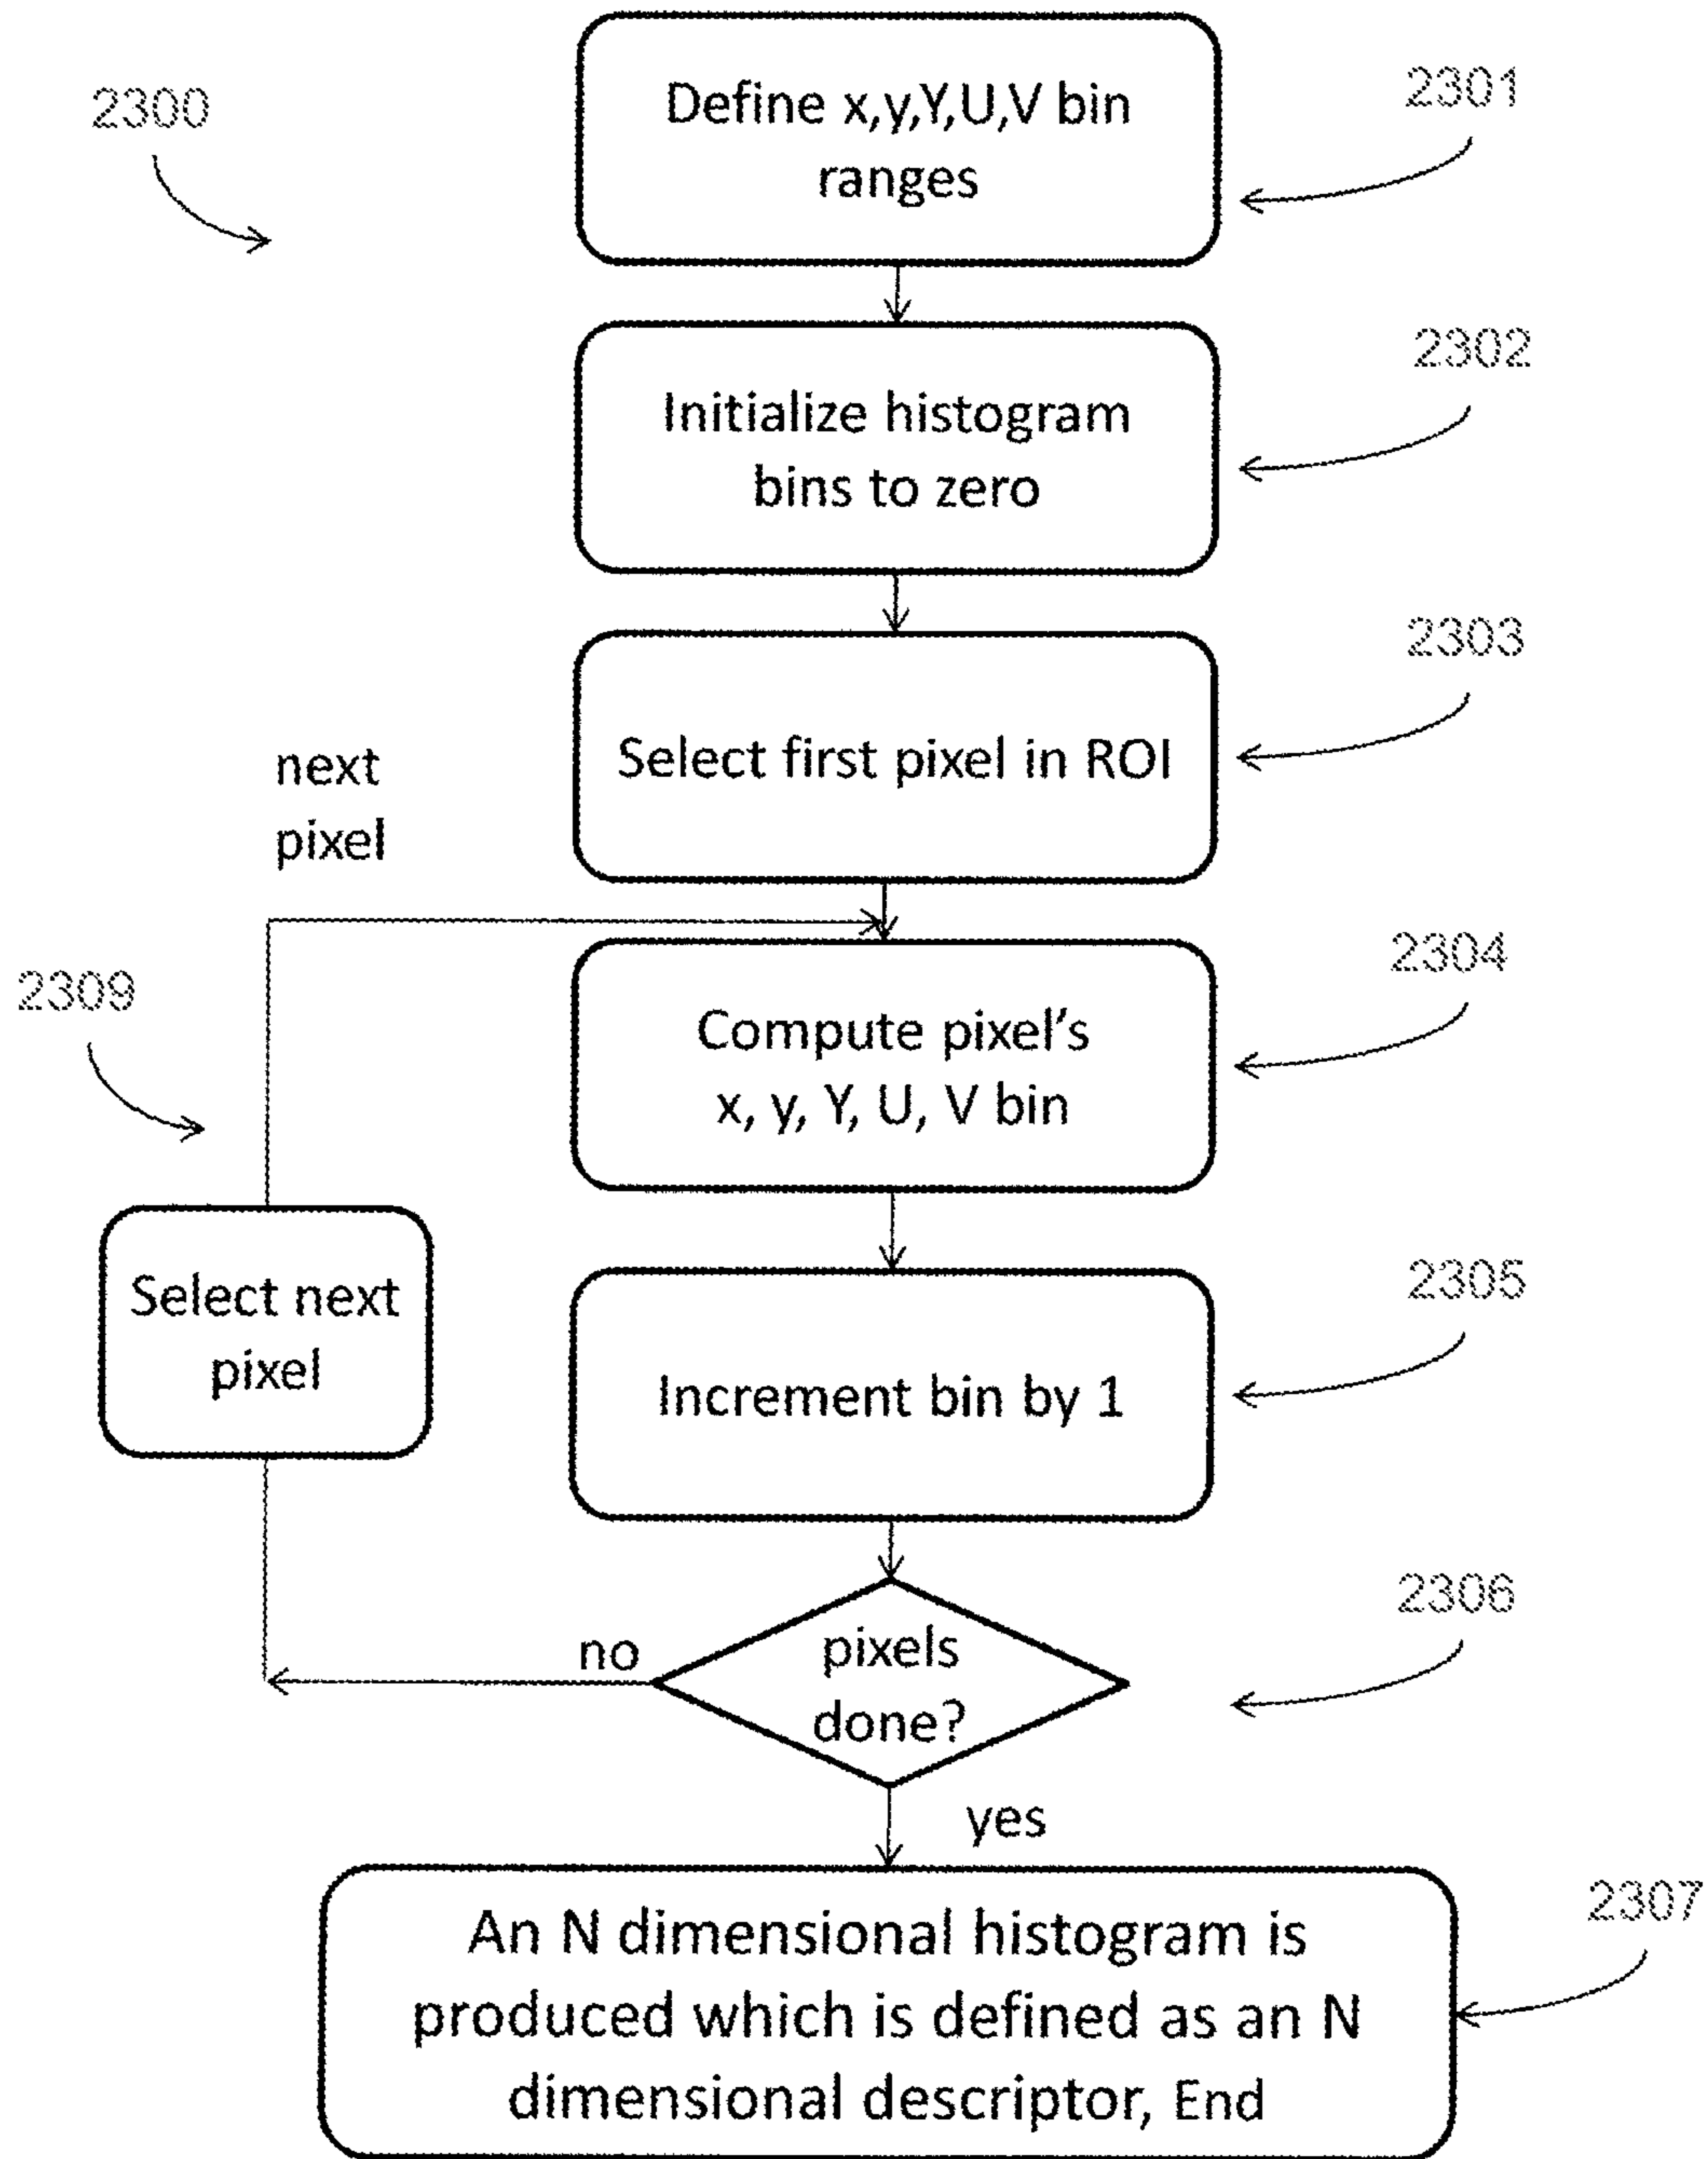 2300
Define x,y,Y,U,V bin
ranges
2301
Initialize histogram
bins to zero
2302
Select first pixel in ROI
2303
next
pixel
Compute pixel's
x, y, Y, U, V bin
2304
2309
Select next
pixel
Increment bin by 1
2305
pixels
done?
2306
no
yes
An N dimensional histogram is
produced which is defined as an N
dimensional descriptor, End
2307